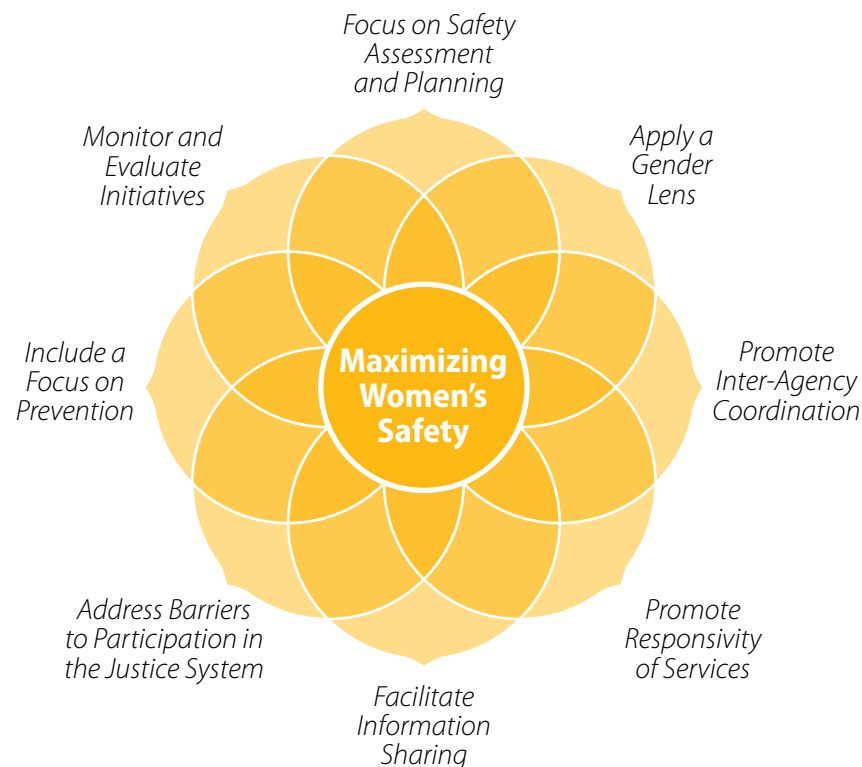 Focus on Safety
Assessment
and Planning
Apply a
Gender
Lens
Promote
Inter-Agency
Coordination
Promote
Responsivity
of Services
Facilitate
Information
Sharing
Address Barriers
to Participation in
the Justice System
Include a
Focus on
Prevention
Monitor and
Evaluate
Initiatives
Maximizing
Women's
Safety